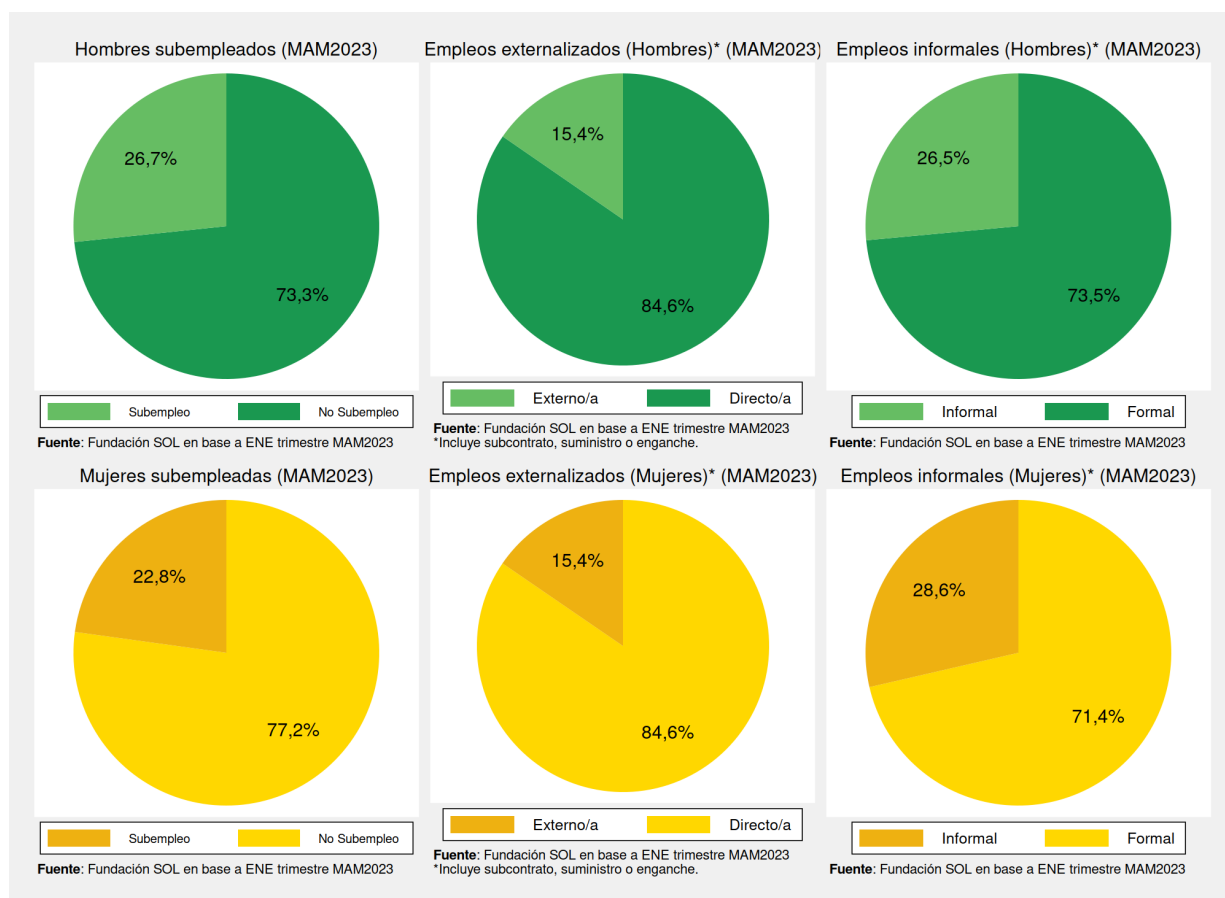 Hombres subempleados (MAM2023)
26,7%
73,3%
Subempleo No Subempleo
Fuente: Fundación SOL en base a ENE trimestre MAM2023
Empleos externalizados (Hombres)* (MAM2023)
15,4%
84,6%
Externo/a Directo/a
Fuente: Fundación SOL en base a ENE trimestre MAM2023
*Incluye subcontrato, suministro o enganche.
Empleos informales (Hombres)* (MAM2023)
26,5%
73,5%
Informal Formal
Fuente: Fundación SOL en base a ENE trimestre MAM2023
Mujeres subempleadas (MAM2023)
22,8%
77,2%
Subempleo No Subempleo
Fuente: Fundación SOL en base a ENE trimestre MAM2023
Empleos externalizados (Mujeres)* (MAM2023)
15,4%
84,6%
Externo/a Directo/a
Fuente: Fundación SOL en base a ENE trimestre MAM2023
*Incluye subcontrato, suministro o enganche.
Empleos informales (Mujeres)* (MAM2023)
28,6%
71,4%
Informal Formal
Fuente: Fundación SOL en base a ENE trimestre MAM2023